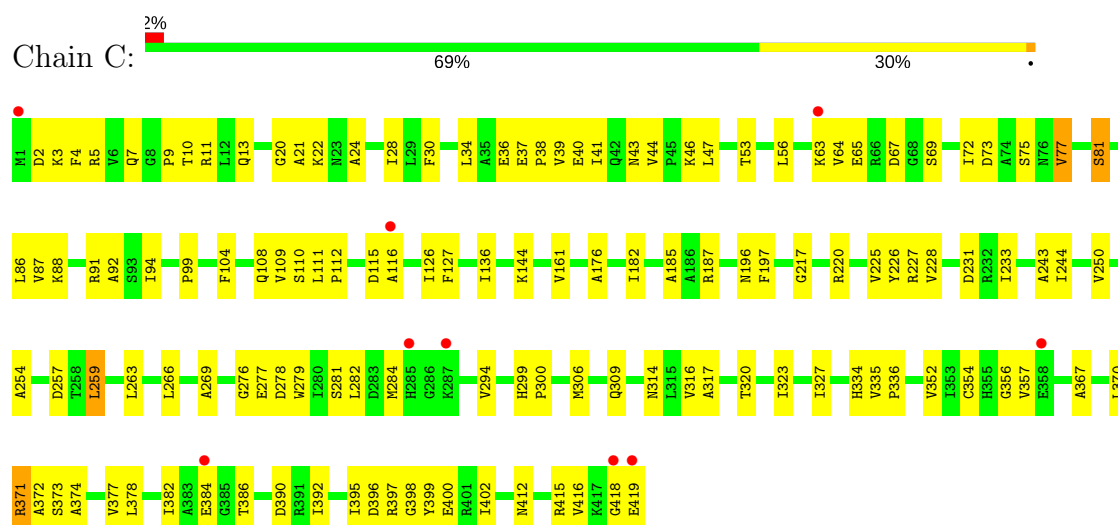 2%
Chain C:
69% 30% •
M1 D2 K3 F4 R5 V6 Q7 G8 P9 T10 R11 L12 Q13 G20 A21 K22 N23 A24 I28 L29 F30 L34 A35 E36 E37 P38 V39 E40 I41 Q42 N43 V44 P45 K46 L47 T53 L56 K63 V64 E65 R66 D67 G68 S69 I72 D73 A74 S75 N76 V77 S81
L86 V87 K88 R91 A92 S93 I94 P99 F104 Q108 V109 S110 L111 P112 D115 A116 I126 F127 I136 K144 V161 A176 I182 A185 A186 R187 N196 F197 G217 R220 V225 Y226 R227 V228 D231 R232 I233 A243 I244 V250
A254 D257 T258 L259 L263 L266 A269 G276 E277 D278 W279 I280 S281 L282 D283 M284 H285 G286 K287 V294 H299 P300 M306 Q309 N314 L315 V316 A317 T320 I323 I327 H334 V335 P336 V352 I353 C354 H355 G356 V357 E358 A367 L370
R371 A372 S373 A374 V377 L378 I382 A383 E384 G385 T386 D390 R391 I392 I395 D396 R397 G398 Y399 E400 R401 I402 N412 R415 V416 K417 G418 E419